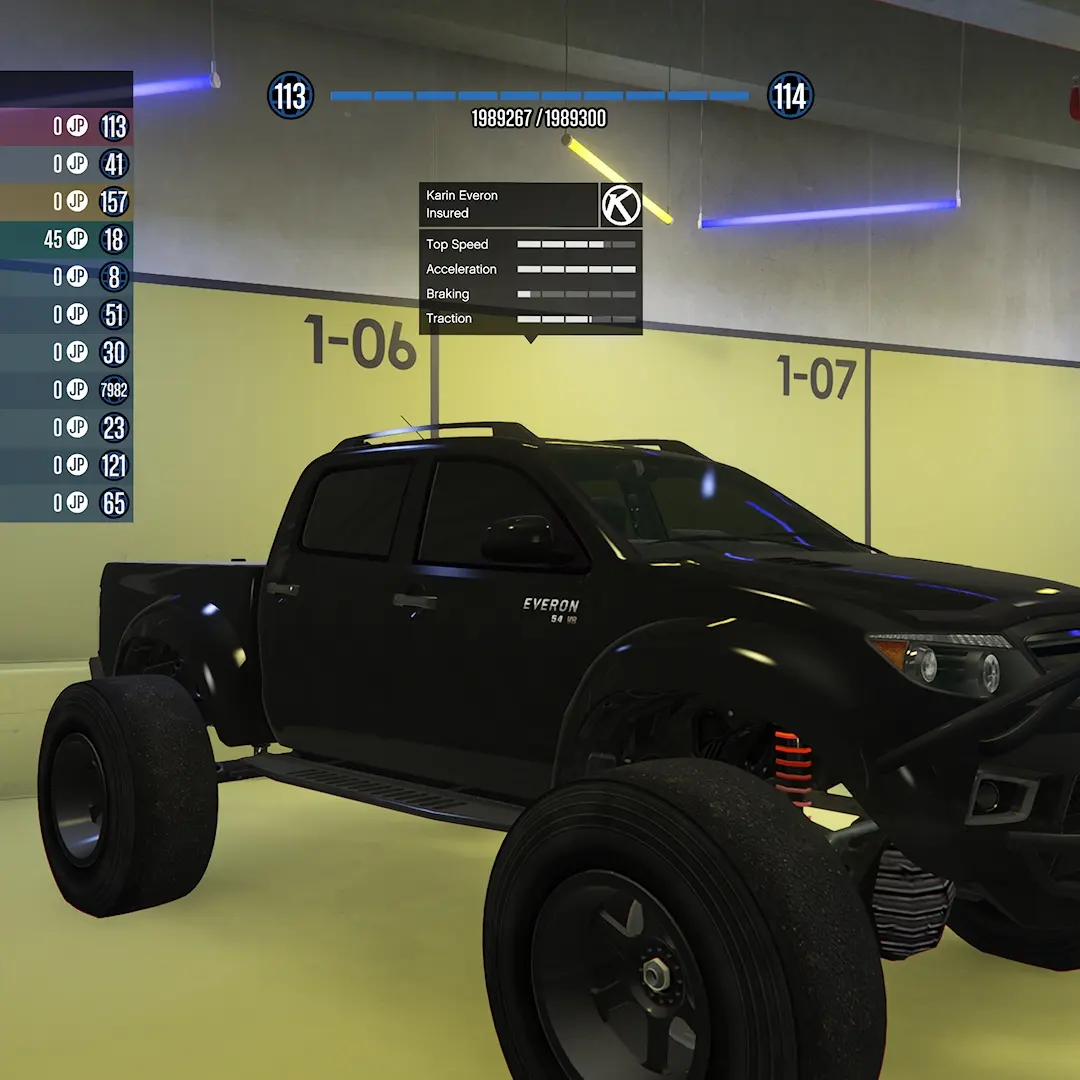 113
114
1989267 / 1989300
0 JP 113
0 JP 41
0 JP 157
45 JP 18
0 JP 8
0 JP 51
0 JP 30
0 JP 7982
0 JP 23
0 JP 121
0 JP 65
Karin Everon
Insured
K
Top Speed
Acceleration
Braking
Traction
1-06
1-07
EVERON
54 V8